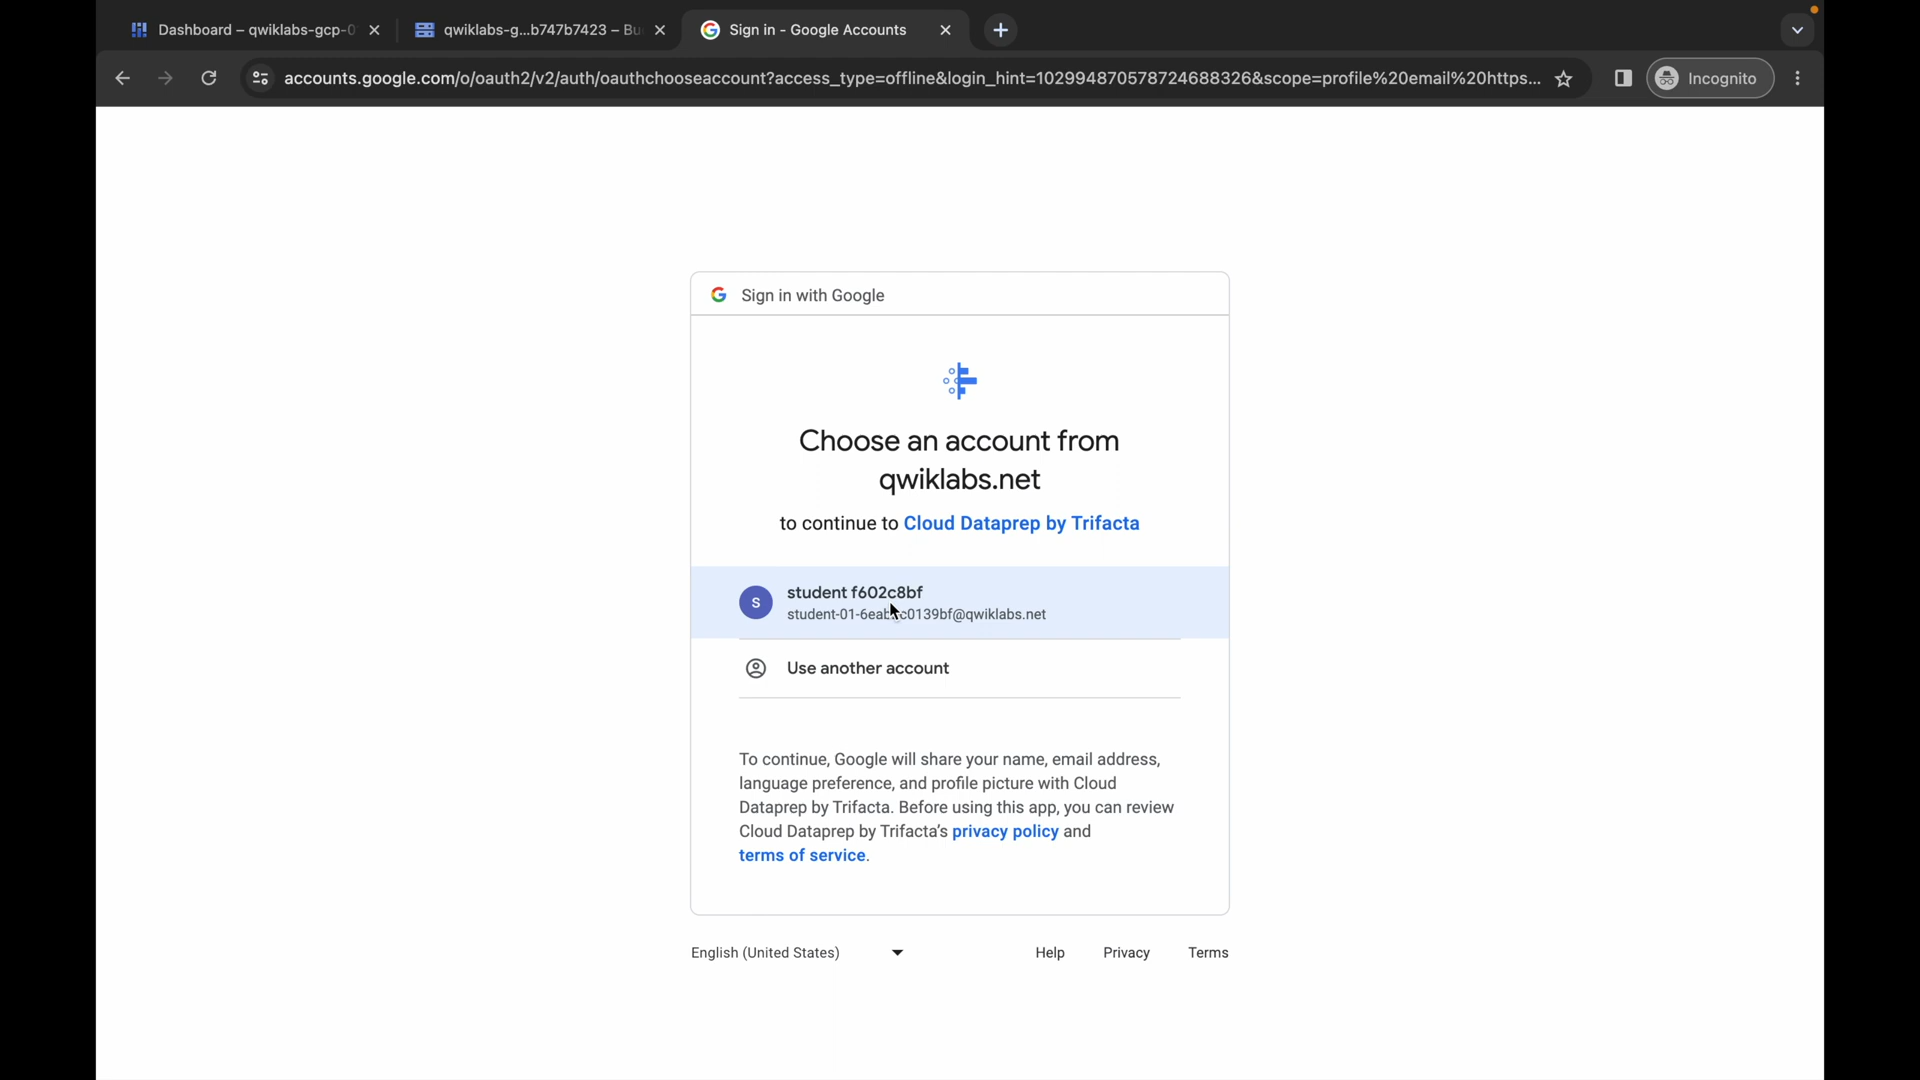 Dashboard – qwiklabs-gcp-0
qwiklabs-g...b747b7423 – Bu
Sign in - Google Accounts
accounts.google.com/o/oauth2/v2/auth/oauthchooseaccount?access_type=offline&login_hint=102994870578724688326&scope=profile%20email%20https...
Incognito
Sign in with Google
Choose an account from
qwiklabs.net
to continue to Cloud Dataprep by Trifacta
S
student f602c8bf
Use another account
To continue, Google will share your name, email address,
language preference, and profile picture with Cloud
Dataprep by Trifacta. Before using this app, you can review
Cloud Dataprep by Trifacta's privacy policy and
terms of service.
English (United States)
Help
Privacy
Terms